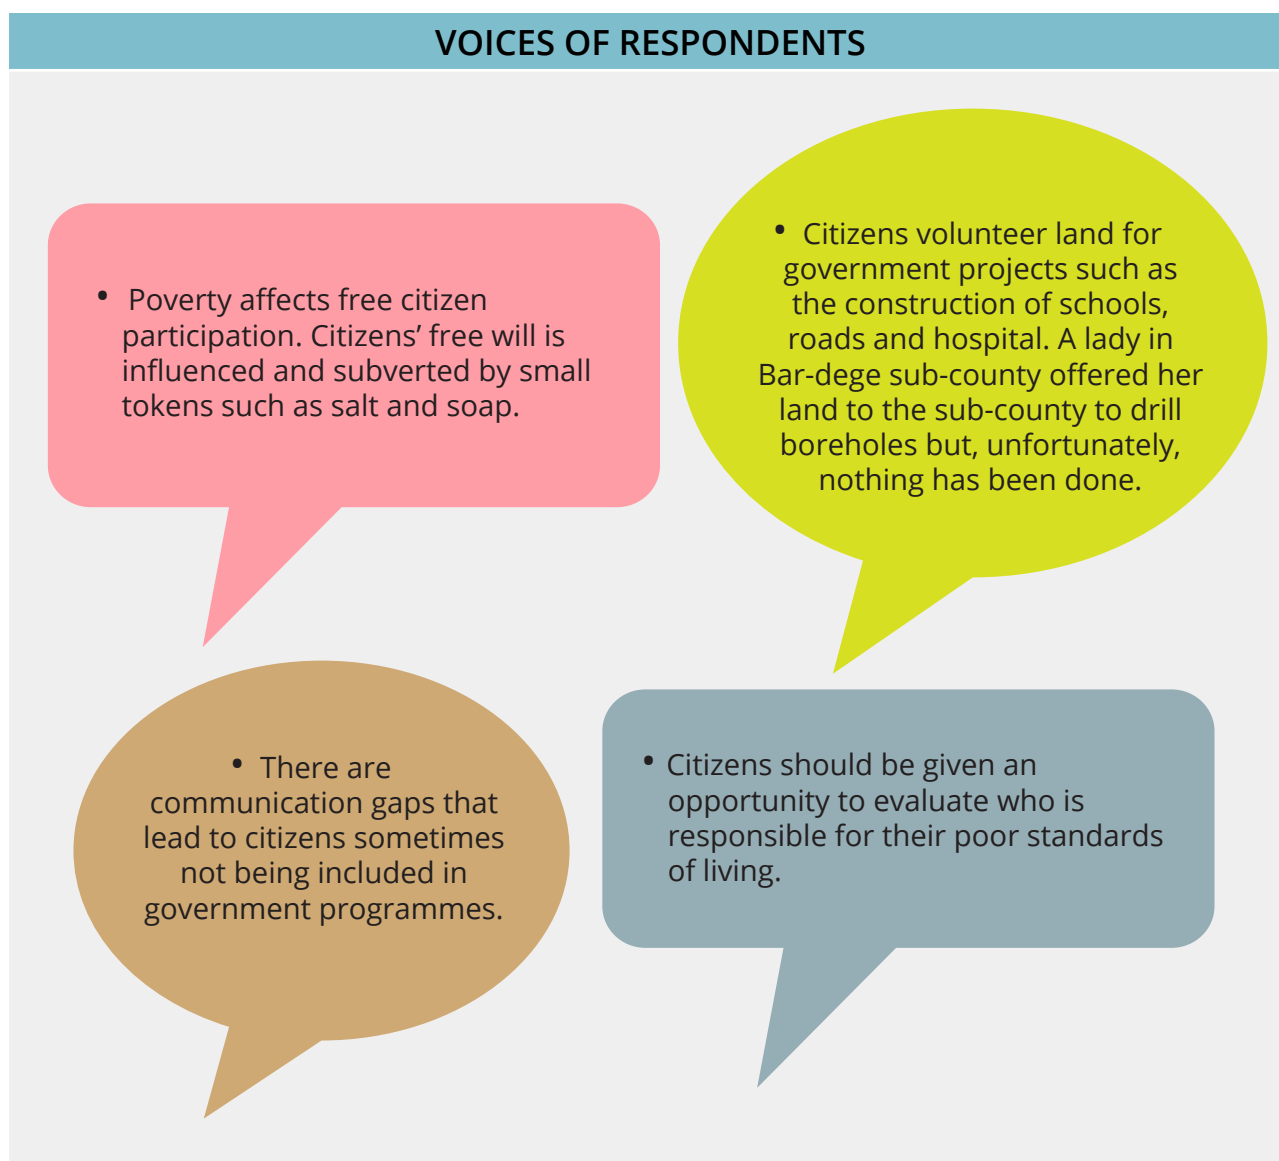 VOICES OF RESPONDENTS
• Poverty affects free citizen
participation. Citizens’ free will is
influenced and subverted by small
tokens such as salt and soap.
• Citizens volunteer land for
government projects such as
the construction of schools,
roads and hospital. A lady in
Bar-dege sub-county offered her
land to the sub-county to drill
boreholes but, unfortunately,
nothing has been done.
• There are
communication gaps that
lead to citizens sometimes
not being included in
government programmes.
• Citizens should be given an
opportunity to evaluate who is
responsible for their poor standards
of living.